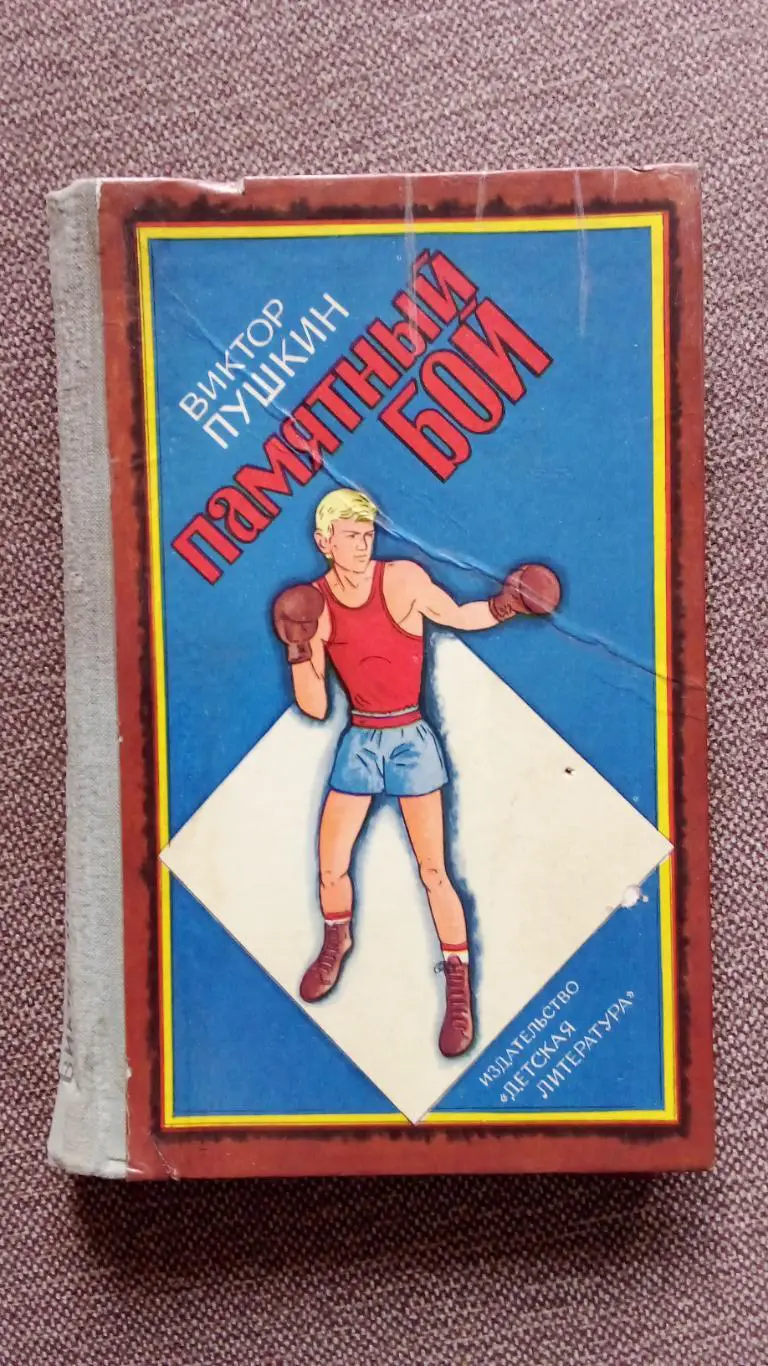 ВИКТОР
ПУШКИН
ПАМЯТНЫЙ
БОЙ
ИЗДАТЕЛЬСТВО
«ДЕТСКАЯ
ЛИТЕРАТУРА»